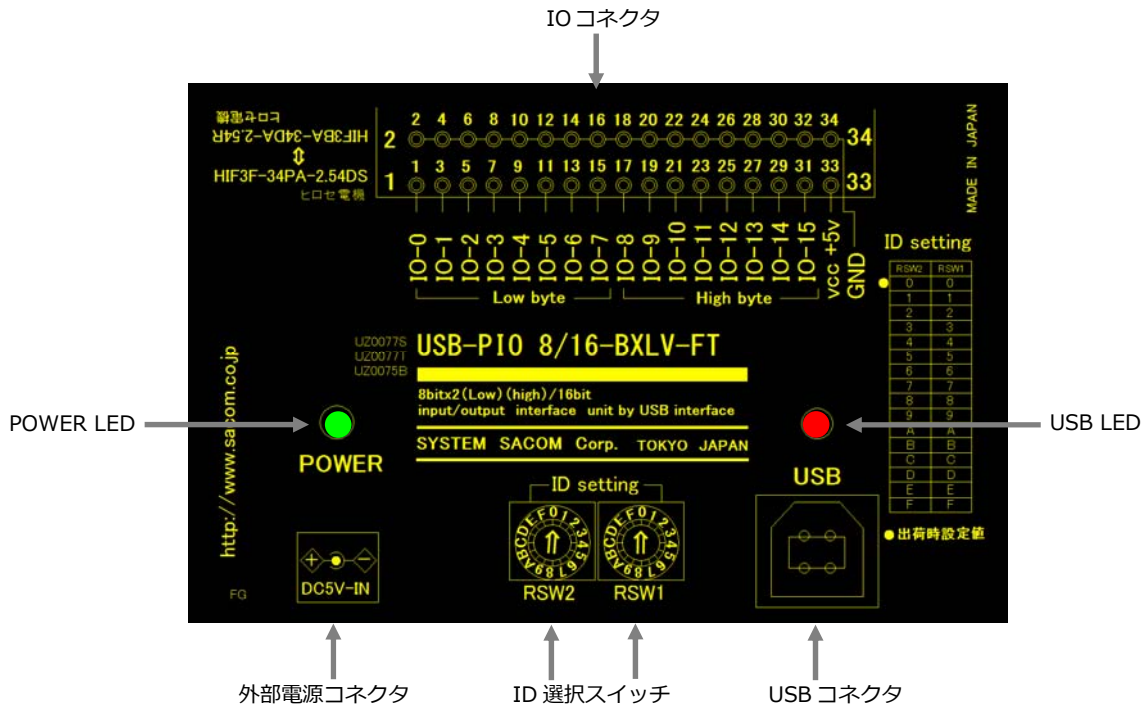 IO コネクタ
ヒロセ電機
HIF3BA-34DA-2.54R
⇕
HIF3F-34PA-2.54DS
ヒロセ電機
2 4 6 8 10 12 14 16 18 20 22 24 26 28 30 32 34
2 34
1 3 5 7 9 11 13 15 17 19 21 23 25 27 29 31 33
1 33
MADE IN JAPAN
IO-0
IO-1
IO-2
IO-3
IO-4
IO-5
IO-6
IO-7
IO-8
IO-9
IO-10
IO-11
IO-12
IO-13
IO-14
IO-15
vcc +5v
GND
Low byte High byte
ID setting
RSW2 RSW1
● 0 0
1 1
2 2
3 3
4 4
5 5
6 6
7 7
8 8
9 9
A A
B B
C C
D D
E E
F F
●出荷時設定値
UZ0077S
UZ0077T
UZ0075B
USB-PIO 8/16-BXLV-FT
8bitx2(Low)(high)/16bit
input/output interface unit by USB interface
SYSTEM SACOM Corp. TOKYO JAPAN
http://www.sacom.co.jp
POWER LED
POWER
USB LED
USB
ID setting
0123456789ABCDEF
0123456789ABCDEF
RSW2 RSW1
DC5V-IN
FG
外部電源コネクタ
ID 選択スイッチ
USB コネクタ